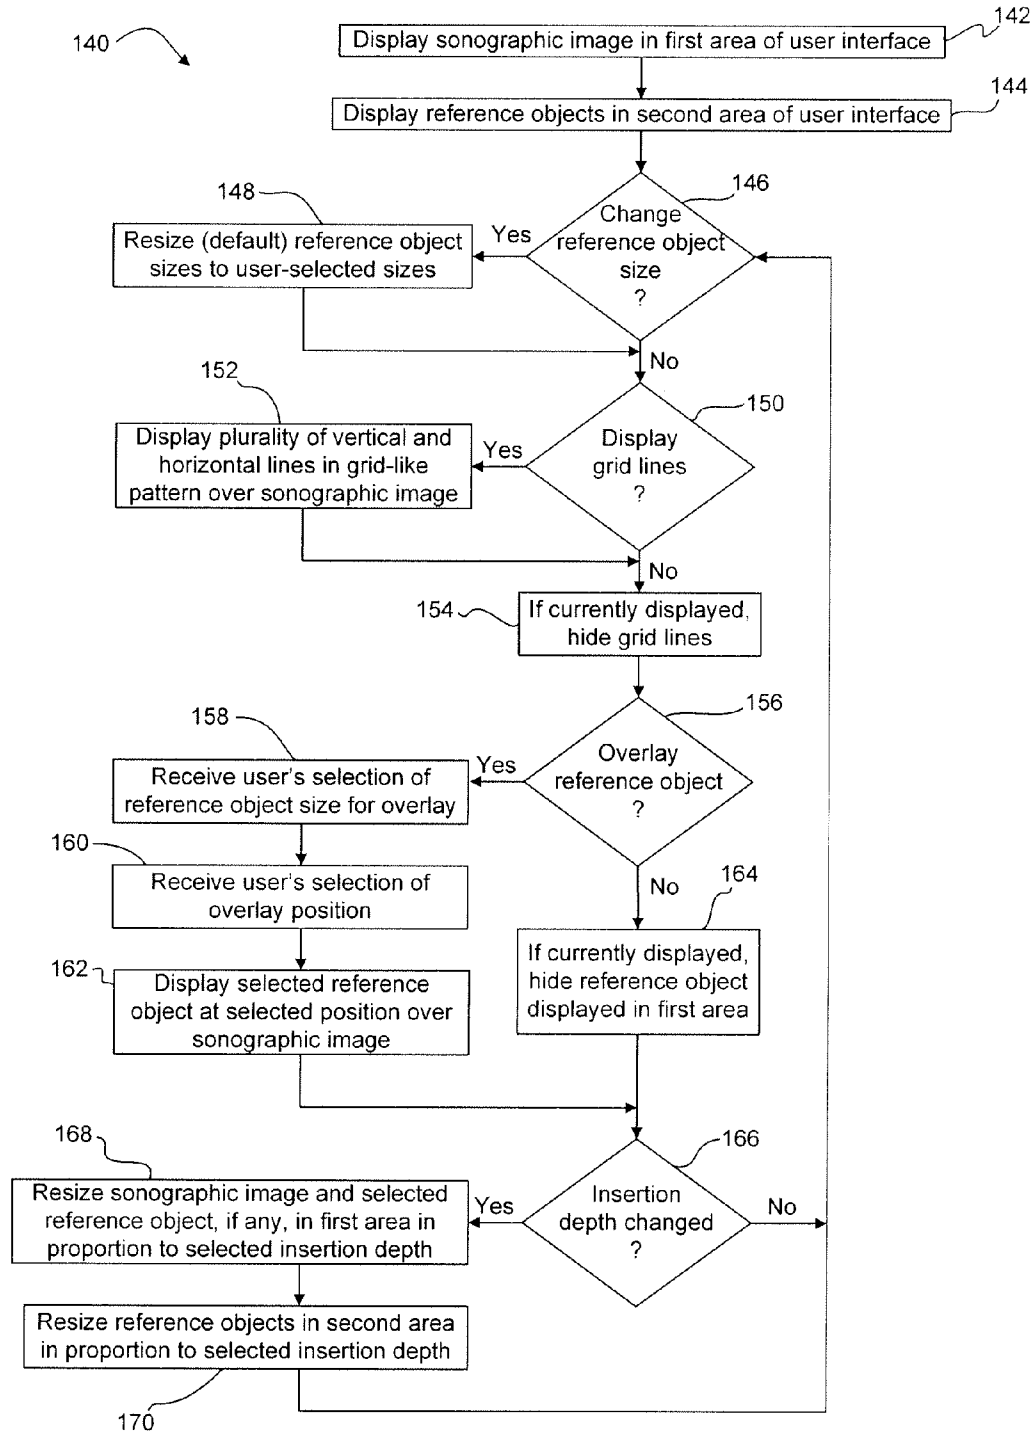 140
142
Display sonographic image in first area of user interface
144
Display reference objects in second area of user interface
146
Change
reference object
size
?
Yes
148
Resize (default) reference object
sizes to user-selected sizes
No
150
Display
grid lines
?
Yes
152
Display plurality of vertical and
horizontal lines in grid-like
pattern over sonographic image
No
154
If currently displayed,
hide grid lines
156
Overlay
reference object
?
Yes
158
Receive user's selection of
reference object size for overlay
160
Receive user's selection of
overlay position
162
Display selected reference
object at selected position over
sonographic image
No
164
If currently displayed,
hide reference object
displayed in first area
166
Insertion
depth changed
?
No
Yes
168
Resize sonographic image and selected
reference object, if any, in first area in
proportion to selected insertion depth
Resize reference objects in second area
in proportion to selected insertion depth
170